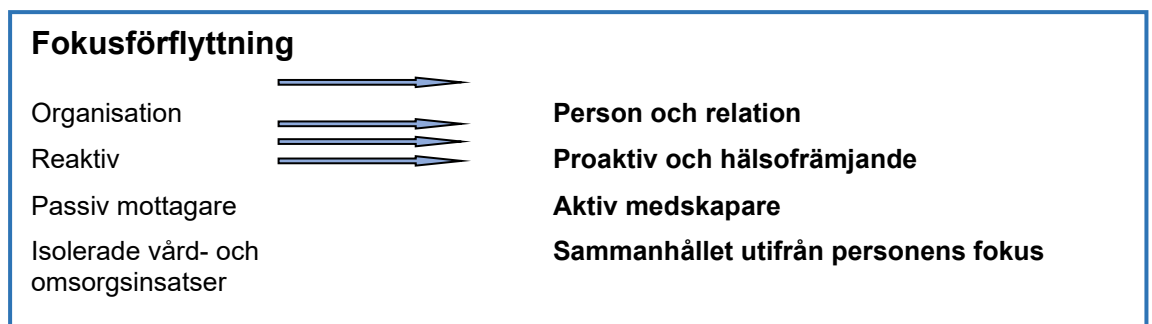 Fokusförflyttning
Organisation Person och relation
Reaktiv Proaktiv och hälsofrämjande
Passiv mottagare Aktiv medskapare
Isolerade vård- och Sammanhållet utifrån personens fokus
omsorgsinsatser